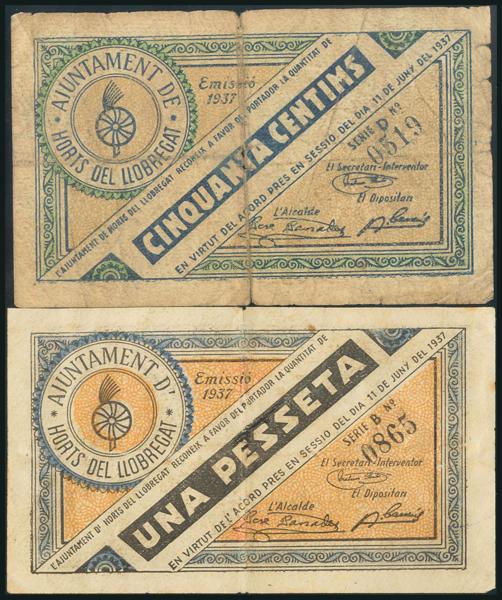 AJUNTAMENT DE
HORTS DEL LLOBREGAT
Emissió
1937
L'AJUNTAMENT DE HORTS DEL LLOBREGAT RECONEIX A FAVOR DEL PORTADOR LA QUANTITAT DE
CINQUANTA CENTIMS
EN VIRTUT DEL ACORD PRES EN SESSIO DEL DIA 11 DE JUNY DEL 1937
SERIE P Nº
0519
El Secretari-Interventor
El Dipositari
L'Alcalde
AJUNTAMENT D'
HORTS DEL LLOBREGAT
Emissió
1937
L'AJUNTAMENT D' HORTS DEL LLOBREGAT RECONEIX A FAVOR DEL PORTADOR LA QUANTITAT DE
UNA PESSETA
EN VIRTUT DE L'ACORD PRES EN SESSIO DEL DIA 11 DE JUNY DEL 1937
SERIE B Nº
0865
El Secretari-Interventor
El Dipositari
L'Alcalde